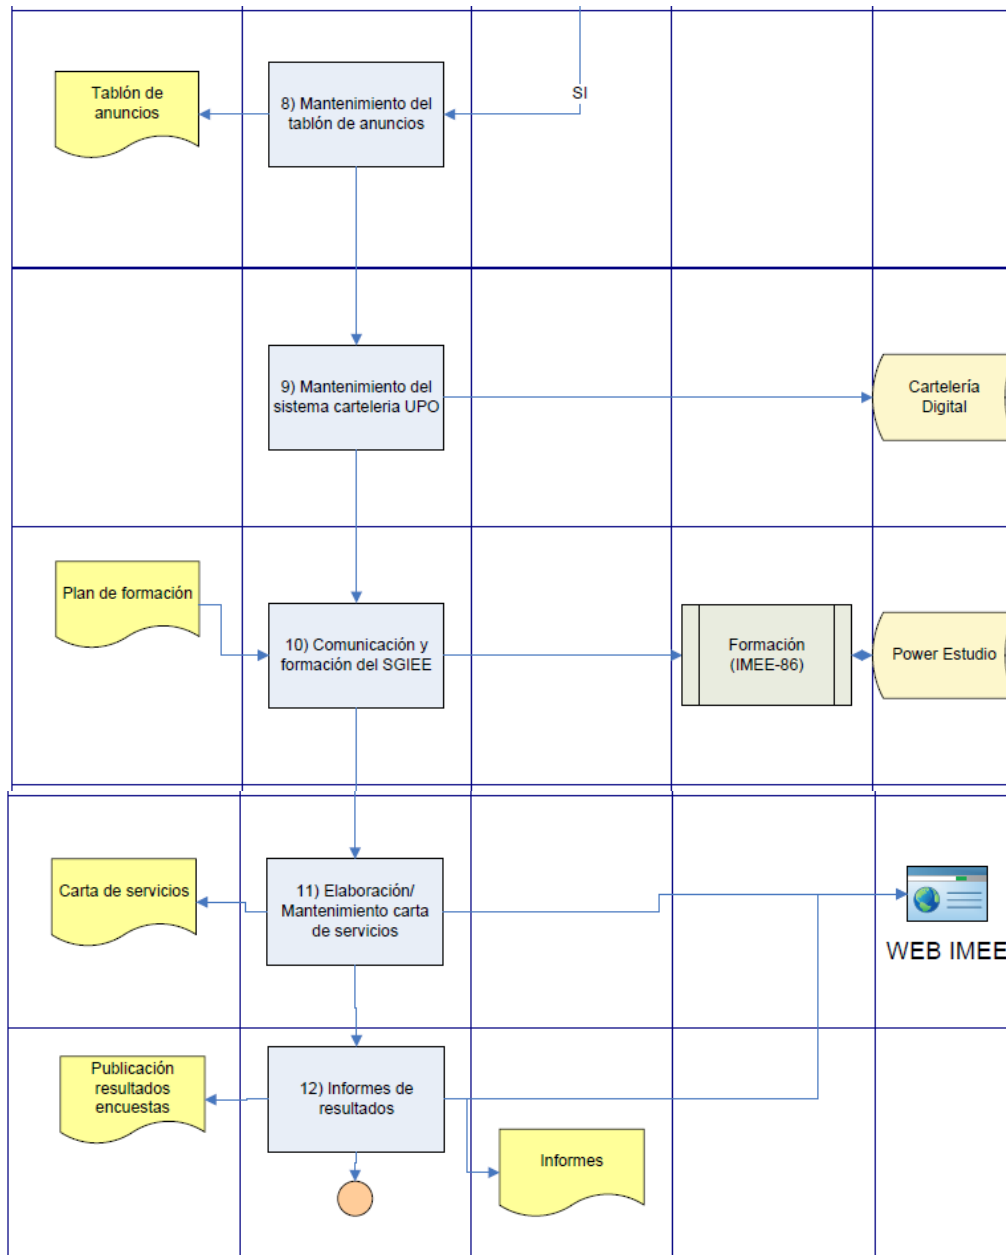 Tablón de
anuncios
8) Mantenimiento del
tablón de anuncios
SI
9) Mantenimiento del
sistema carteleria UPO
Cartelería
Digital
Plan de formación
10) Comunicación y
formación del SGIEE
Formación
(IMEE-86)
Power Estudio
Carta de servicios
11) Elaboración/
Mantenimiento carta
de servicios
WEB IMEE
Publicación
resultados
encuestas
12) Informes de
resultados
Informes